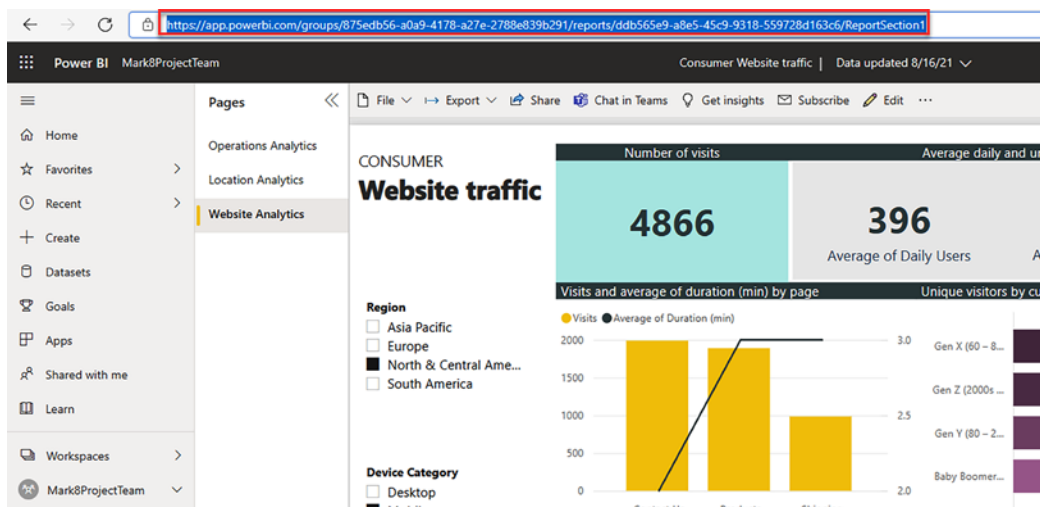 https://app.powerbi.com/groups/875edb56-a0a9-4178-a27e-2788e839b291/reports/ddb565e9-a8e5-45c9-9318-559728d163c6/ReportSection1
Power BI Mark8ProjectTeam
Consumer Website traffic | Data updated 8/16/21
Pages
File Export Share Chat in Teams Get insights Subscribe Edit ...
Home
Favorites
Recent
Create
Datasets
Goals
Apps
Shared with me
Learn
Workspaces
Mark8ProjectTeam
Operations Analytics
Location Analytics
Website Analytics
CONSUMER
Website traffic
Number of visits
4866
Average daily and
396
Average of Daily Users
Region
Asia Pacific
Europe
North & Central Ame...
South America
Device Category
Desktop
Visits and average of duration (min) by page
Visits Average of Duration (min)
2000
1500
1000
500
0
3.0
2.5
2.0
Unique visitors by
Gen X (60 – 8...
Gen Z (2000s ...
Gen Y (80 – 2...
Baby Boomer...